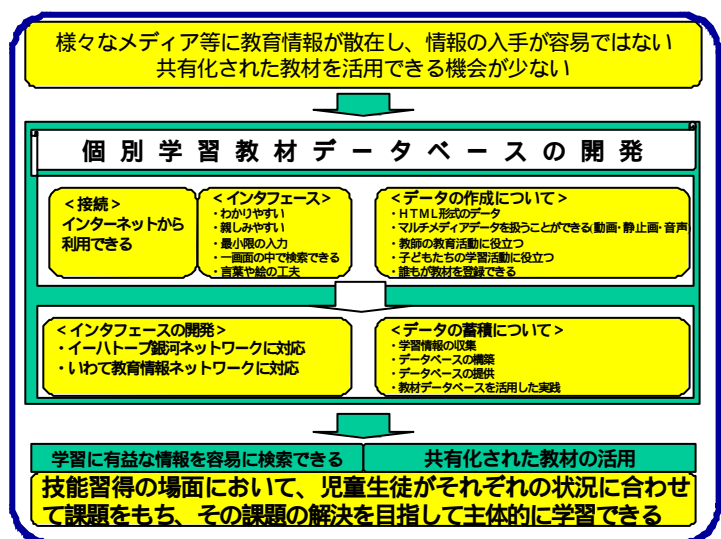 様々なメディア等に教育情報が散在し、情報の入手が容易ではない
共有化された教材を活用できる機会が少ない
個別学習教材データベースの開発
＜接続＞
インターネットから
利用できる
＜インタフェース＞
・わかりやすい
・親しみやすい
・最小限の入力
・一画面の中で検索できる
・言葉や絵の工夫
＜データの作成について＞
・ＨＴＭＬ形式のデータ
・マルチメディアデータを扱うことができる(動画・静止画・音声)
・教師の教育活動に役立つ
・子どもたちの学習活動に役立つ
・誰もが教材を登録できる
＜インタフェースの開発＞
・イーハトーブ銀河ネットワークに対応
・いわて教育情報ネットワークに対応
＜データの蓄積について＞
・学習情報の収集
・データベースの構築
・データベースの提供
・教材データベースを活用した実践
学習に有益な情報を容易に検索できる
共有化された教材の活用
技能習得の場面において、児童生徒がそれぞれの状況に合わせ
て課題をもち、その課題の解決を目指して主体的に学習できる